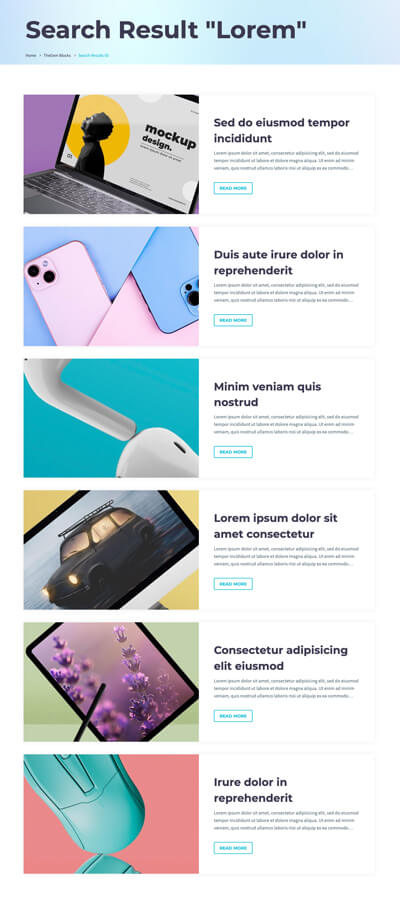 Search Result "Lorem"
Home > TheGem Blocks > Search Results 05
mockup
design.
01
Sed do eiusmod tempor
incididunt
Lorem ipsum dolor sit amet, consectetur adipisicing elit, sed do eiusmod
tempor incididunt ut labore et dolore magna aliqua. Ut enim ad minim
veniam, quis nostrud ullamco laboris nisi ut aliquip ex ea commodo ...
READ MORE
Duis aute irure dolor in
reprehenderit
Lorem ipsum dolor sit amet, consectetur adipisicing elit, sed do eiusmod
tempor incididunt ut labore et dolore magna aliqua. Ut enim ad minim
veniam, quis nostrud ullamco laboris nisi ut aliquip ex ea commodo ...
READ MORE
Minim veniam quis
nostrud
Lorem ipsum dolor sit amet, consectetur adipisicing elit, sed do eiusmod
tempor incididunt ut labore et dolore magna aliqua. Ut enim ad minim
veniam, quis nostrud ullamco laboris nisi ut aliquip ex ea commodo ...
READ MORE
Lorem ipsum dolor sit
amet consectetur
Lorem ipsum dolor sit amet, consectetur adipisicing elit, sed do eiusmod
tempor incididunt ut labore et dolore magna aliqua. Ut enim ad minim
veniam, quis nostrud ullamco laboris nisi ut aliquip ex ea commodo ...
READ MORE
Consectetur adipisicing
elit eiusmod
Lorem ipsum dolor sit amet, consectetur adipisicing elit, sed do eiusmod
tempor incididunt ut labore et dolore magna aliqua. Ut enim ad minim
veniam, quis nostrud ullamco laboris nisi ut aliquip ex ea commodo ...
READ MORE
Irure dolor in
reprehenderit
Lorem ipsum dolor sit amet, consectetur adipisicing elit, sed do eiusmod
tempor incididunt ut labore et dolore magna aliqua. Ut enim ad minim
veniam, quis nostrud ullamco laboris nisi ut aliquip ex ea commodo ...
READ MORE